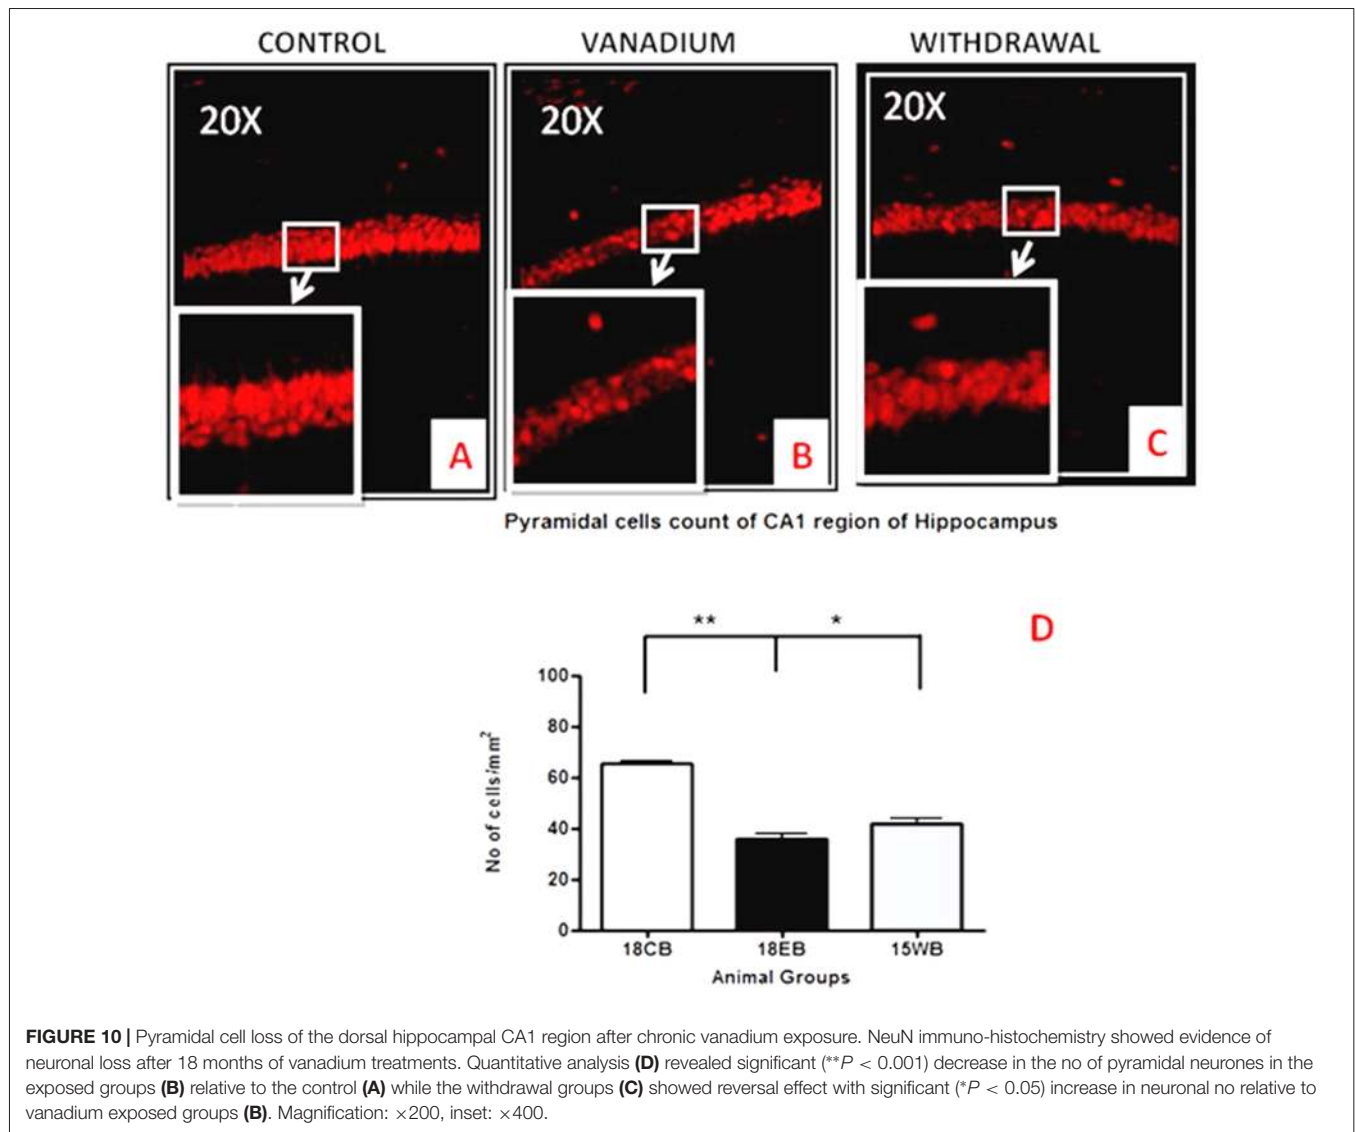 CONTROL
VANADIUM
WITHDRAWAL
20X
20X
20X
A
B
C
Pyramidal cells count of CA1 region of Hippocampus
D
** *
100
80
60
40
20
0
No of cells/mm²
18CB 18EB 15WB
Animal Groups
FIGURE 10 | Pyramidal cell loss of the dorsal hippocampal CA1 region after chronic vanadium exposure. NeuN immuno-histochemistry showed evidence of
neuronal loss after 18 months of vanadium treatments. Quantitative analysis (D) revealed significant (**P < 0.001) decrease in the no of pyramidal neurones in the
exposed groups (B) relative to the control (A) while the withdrawal groups (C) showed reversal effect with significant (*P < 0.05) increase in neuronal no relative to
vanadium exposed groups (B). Magnification: ×200, inset: ×400.